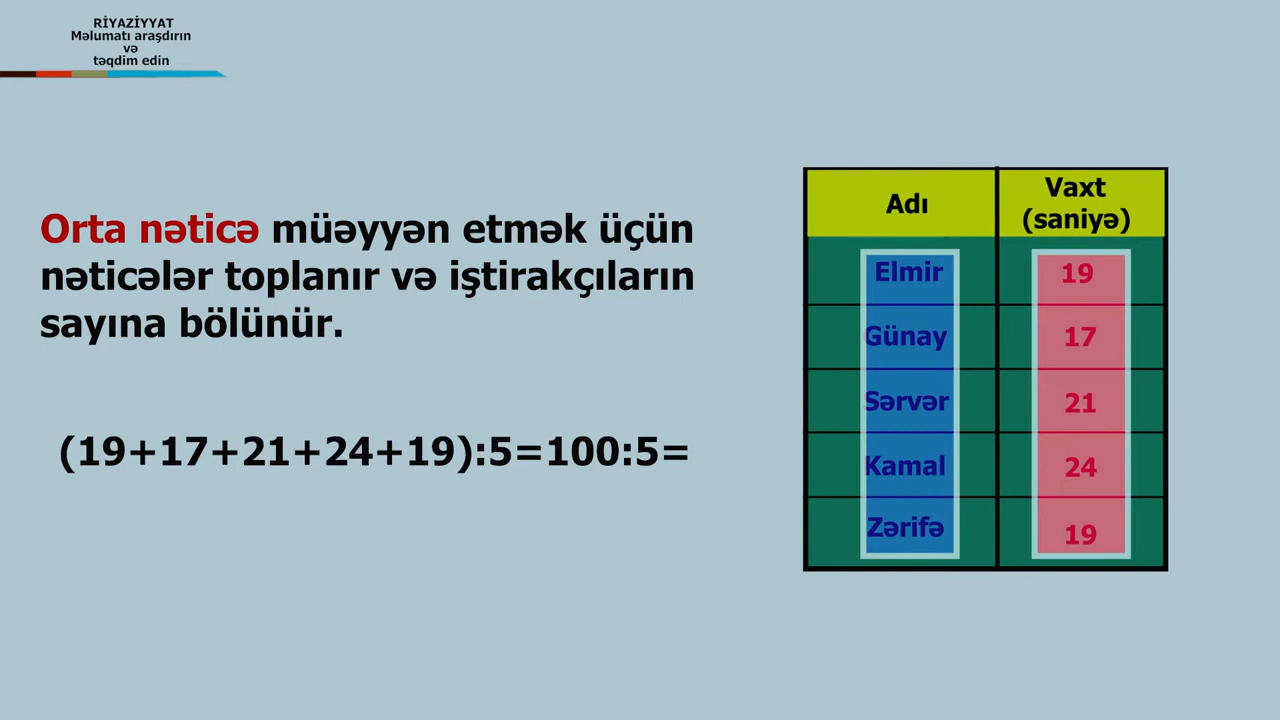 RİYAZİYYAT
Məlumatı araşdırın
və
təqdim edin
Orta nəticə müəyyən etmək üçün
nəticələr toplanır və iştirakçıların
sayına bölünür.
(19+17+21+24+19):5=100:5=
Adı
Vaxt
(saniyə)
Elmir 19
Günay 17
Sərvər 21
Kamal 24
Zərifə 19